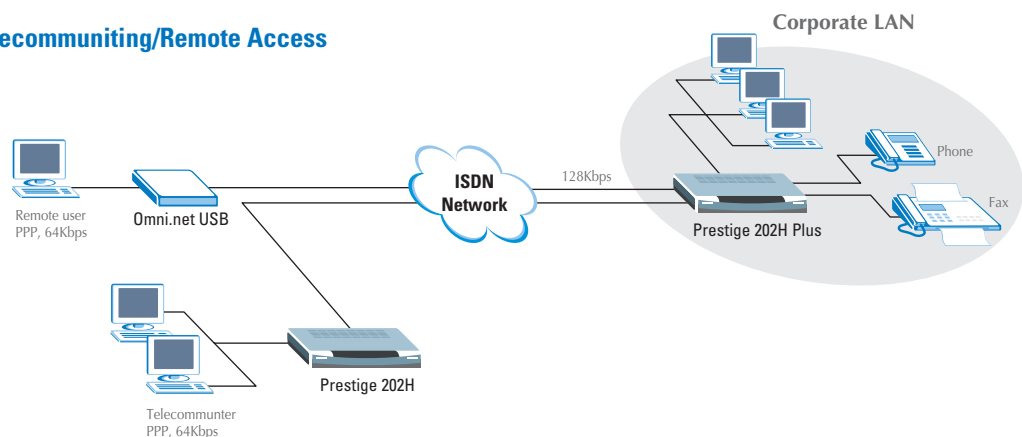 ecommuniting/Remote Access
Corporate LAN
Phone
Fax
128Kbps
ISDN
Network
Prestige 202H Plus
Omni.net USB
Remote user
PPP, 64Kbps
Prestige 202H
Telecommunter
PPP, 64Kbps